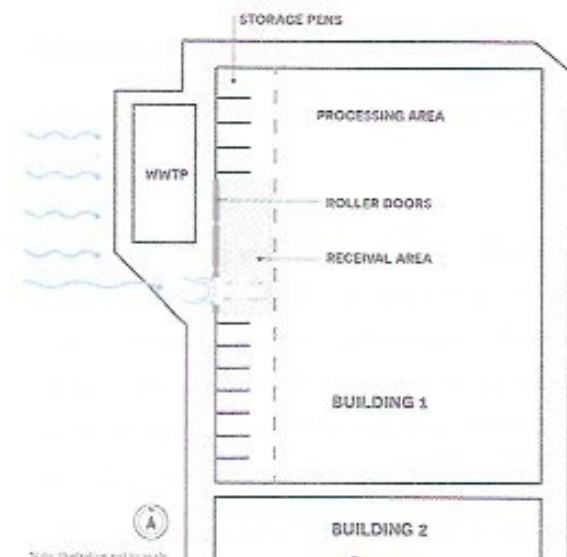 STORAGE PENS
PROCESSING AREA
WWTP
ROLLER DOORS
RECEIVAL AREA
BUILDING 1
A
BUILDING 2